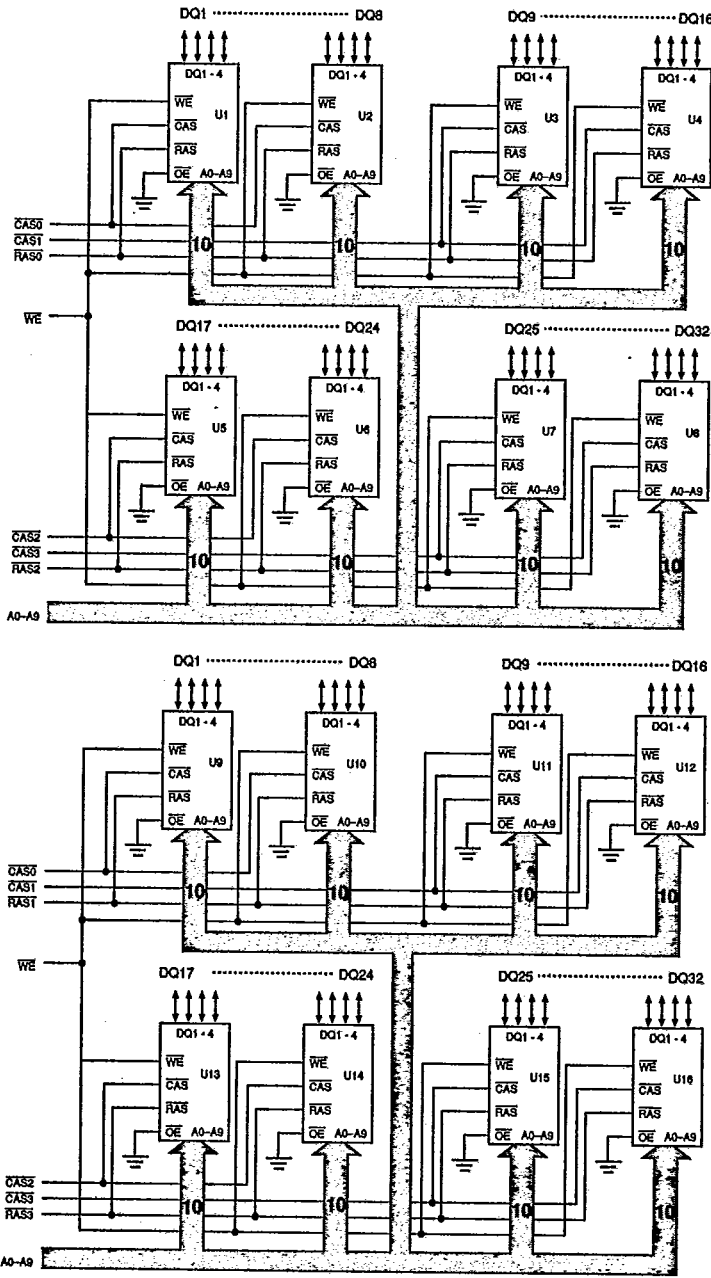 DQ1 DQ8 DQ9 DQ16
DQ1 - 4 DQ1 - 4 DQ1 - 4 DQ1 - 4
WE U1 WE U2 WE U3 WE U4
CAS CAS CAS CAS
RAS RAS RAS RAS
OE A0–A9 OE A0–A9 OE A0–A9 OE A0–A9
CAS0
CAS1
RAS0
10 10 10 10
WE
DQ17 DQ24 DQ25 DQ32
DQ1 - 4 DQ1 - 4 DQ1 - 4 DQ1 - 4
WE U5 WE U6 WE U7 WE U8
CAS CAS CAS CAS
RAS RAS RAS RAS
OE A0–A9 OE A0–A9 OE A0–A9 OE A0–A9
CAS2
CAS3
RAS2
10 10 10 10
A0–A9
DQ1 DQ8 DQ9 DQ16
DQ1 - 4 DQ1 - 4 DQ1 - 4 DQ1 - 4
WE U9 WE U10 WE U11 WE U12
CAS CAS CAS CAS
RAS RAS RAS RAS
OE A0–A9 OE A0–A9 OE A0–A9 OE A0–A9
CAS0
CAS1
RAS1
10 10 10 10
WE
DQ17 DQ24 DQ25 DQ32
DQ1 - 4 DQ1 - 4 DQ1 - 4 DQ1 - 4
WE U13 WE U14 WE U15 WE U16
CAS CAS CAS CAS
RAS RAS RAS RAS
OE A0–A9 OE A0–A9 OE A0–A9 OE A0–A9
CAS2
CAS3
RAS3
10 10 10 10
A0–A9